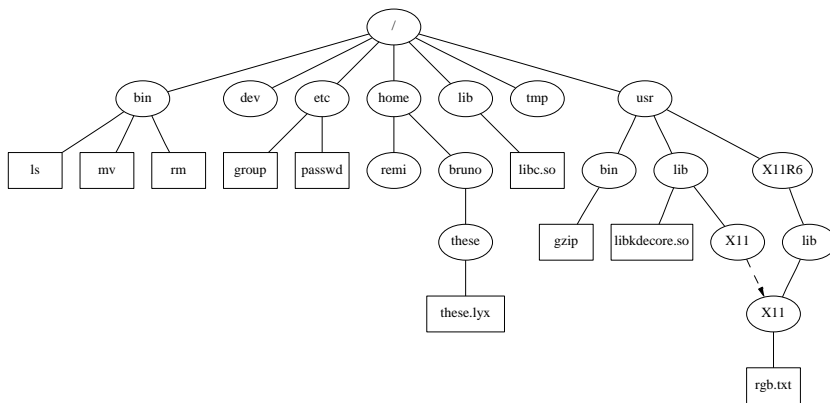 /
bin dev etc home lib tmp usr
ls mv rm group passwd remi bruno libc.so bin lib X11R6
these gzip libkdecore.so X11 lib
these.lyx X11
rgb.txt